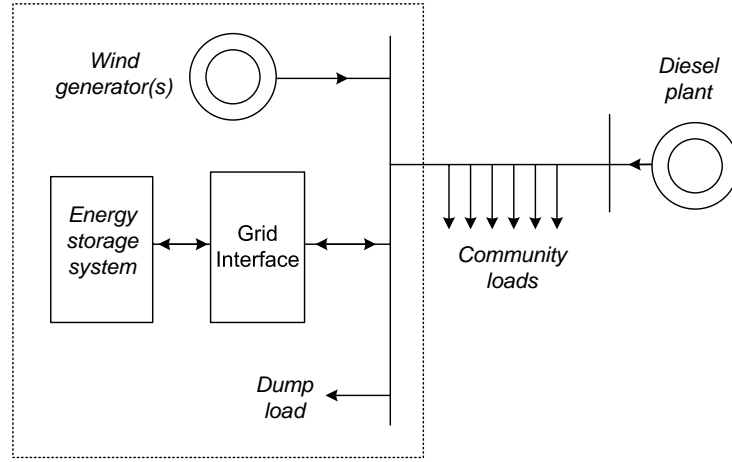 Wind
generator(s)
Diesel
plant
Energy
storage
system
Grid
Interface
Community
loads
Dump
load